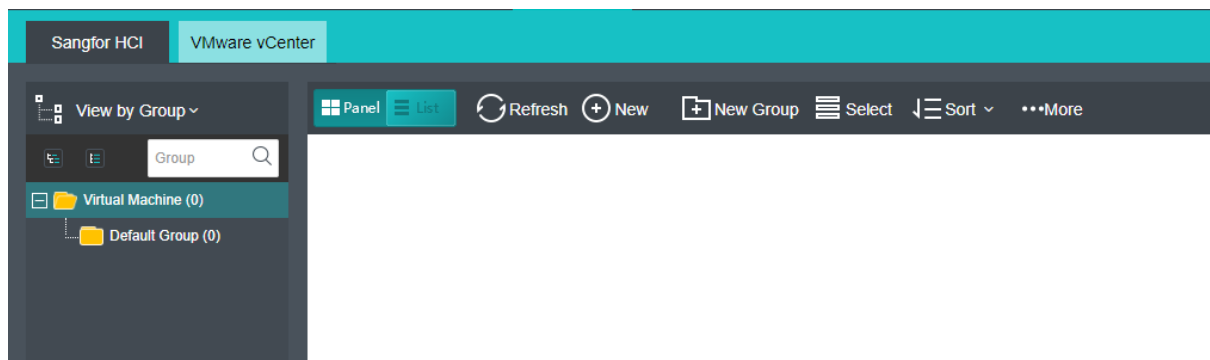 Sangfor HCI VMware vCenter
View by Group
Panel List Refresh New New Group Select Sort •••More
Group
Virtual Machine (0)
Default Group (0)